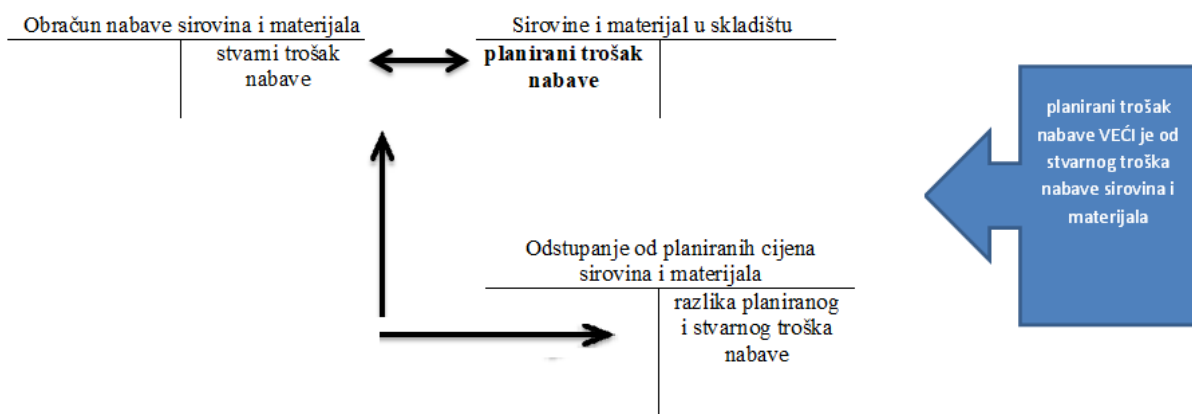 Obračun nabave sirovina i materijala
stvarni trošak
nabave
Sirovine i materijal u skladištu
planirani trošak
nabave
planirani trošak
nabave VEĆI je od
stvarnog troška
nabave sirovina i
materijala
Odstupanje od planiranih cijena
sirovina i materijala
razlika planiranog
i stvarnog troška
nabave